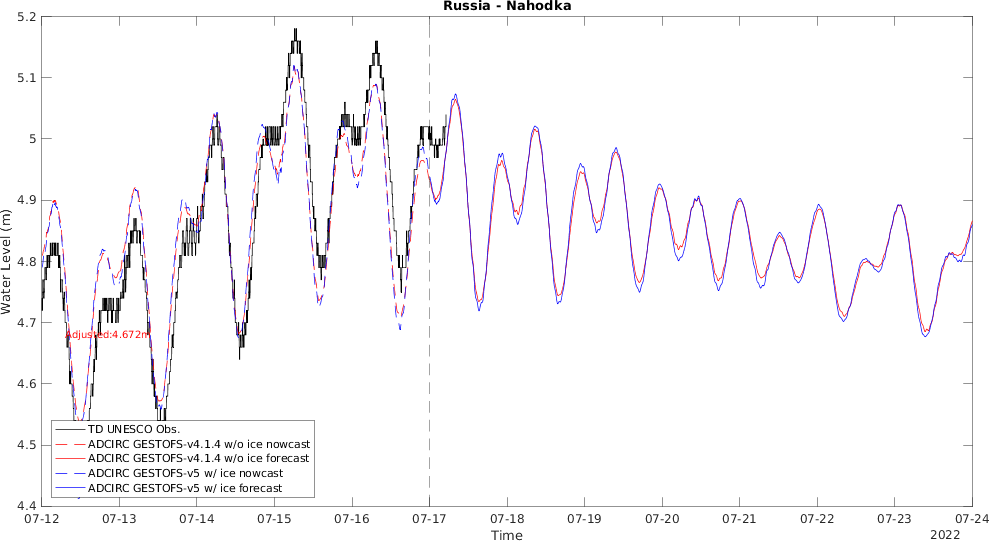 Russia - Nahodka
5.2
5.1
5
4.9
4.8
4.7
4.6
4.5
4.4
Water Level (m)
Adjusted:4.672m
TD UNESCO Obs.
ADCIRC GESTOFS-v4.1.4 w/o ice nowcast
ADCIRC GESTOFS-v4.1.4 w/o ice forecast
ADCIRC GESTOFS-v5 w/ ice nowcast
ADCIRC GESTOFS-v5 w/ ice forecast
07-12 07-13 07-14 07-15 07-16 07-17 07-18 07-19 07-20 07-21 07-22 07-23 07-24
Time
2022